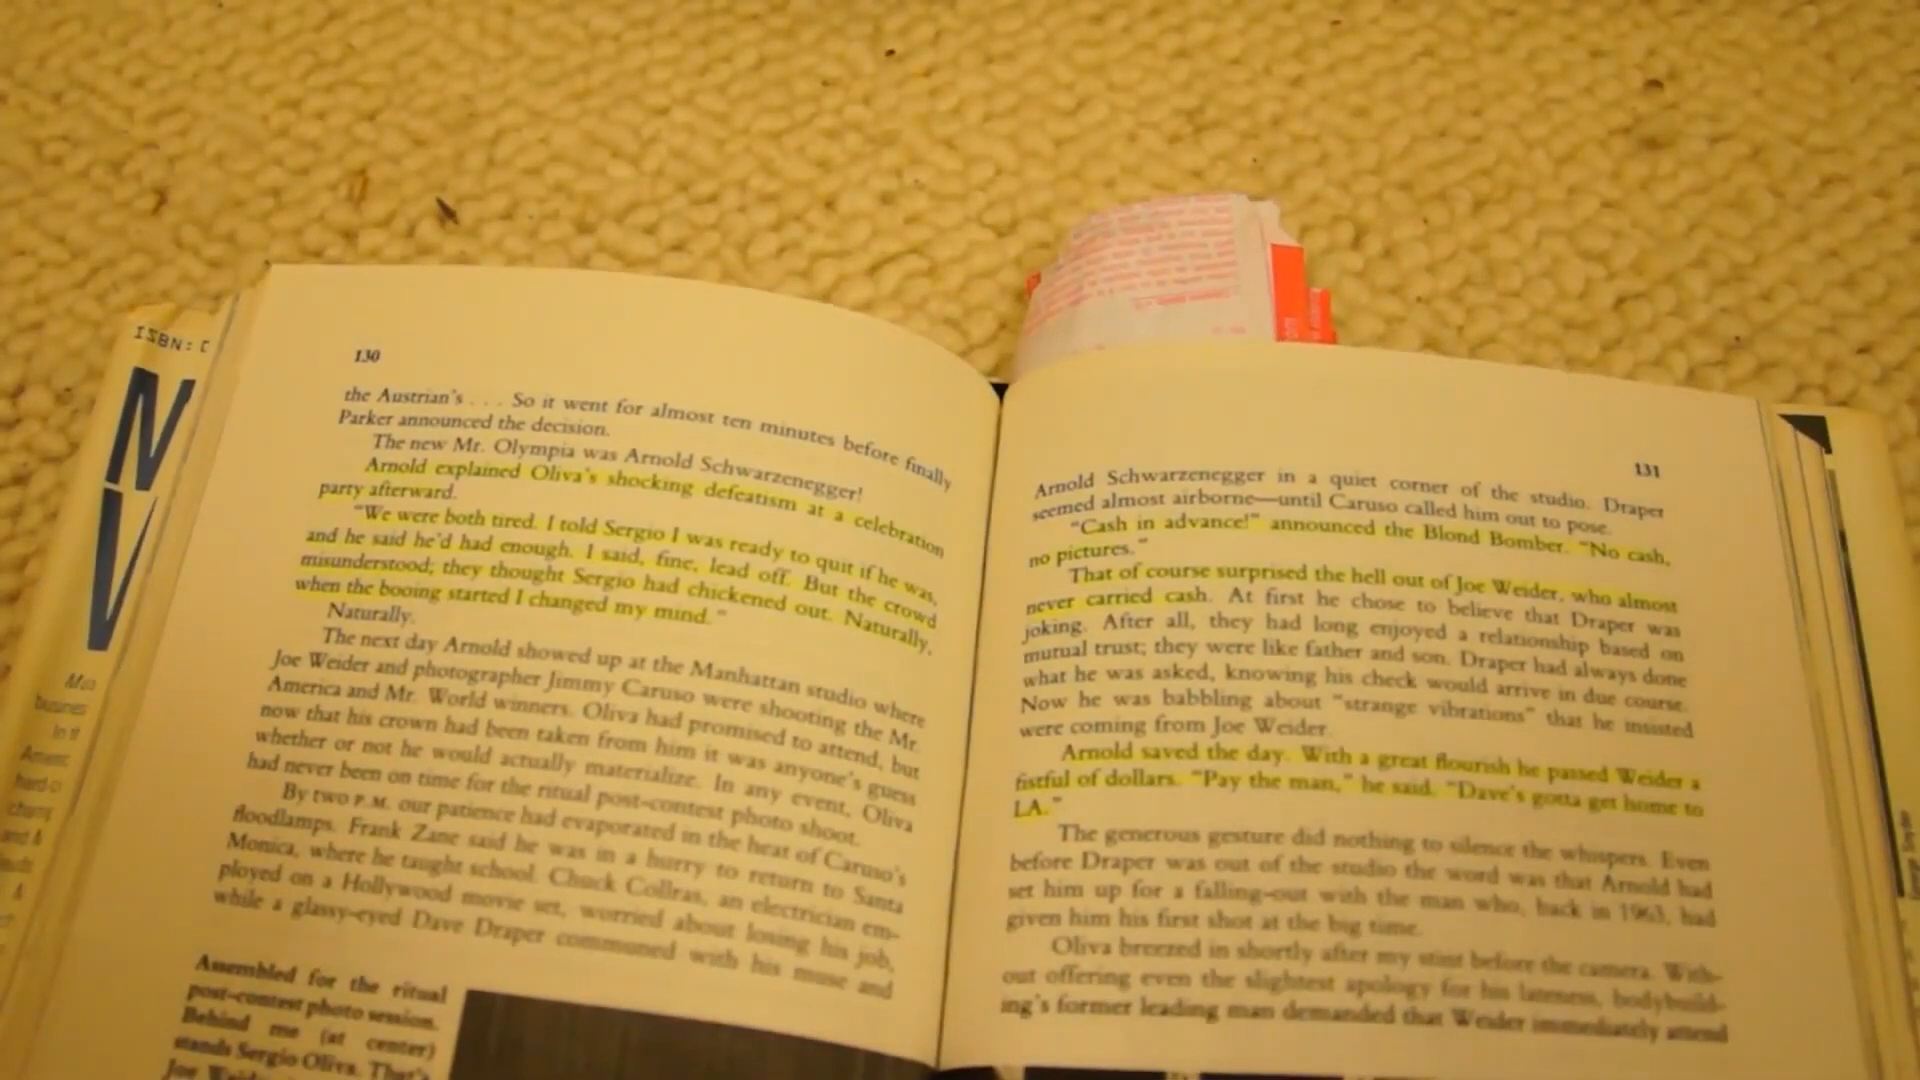 ISBN:
130
the Austrian's . . . So it went for almost ten minutes before finally
Parker announced the decision.
The new Mr. Olympia was Arnold Schwarzenegger!
Arnold explained Oliva's shocking defeatism at a celebration
party afterward.
"We were both tired. I told Sergio I was ready to quit if he was,
and he said he'd had enough. I said, fine, lead off. But the crowd
misunderstood; they thought Sergio had chickened out. Naturally,
when the booing started I changed my mind."
Naturally.
The next day Arnold showed up at the Manhattan studio where
Joe Weider and photographer Jimmy Caruso were shooting the Mr.
America and Mr. World winners. Oliva had promised to attend, but
now that his crown had been taken from him it was anyone's guess
whether or not he would actually materialize. In any event, Oliva
had never been on time for the ritual post-contest photo shoot.
By two P.M. our patience had evaporated in the heat of Caruso's
floodlamps. Frank Zane said he was in a hurry to return to Santa
Monica, where he taught school. Chuck Collras, an electrician em-
ployed on a Hollywood movie set, worried about losing his job,
while a glassy-eyed Dave Draper communed with his muse and
Assembled for the ritual
post-contest photo session.
Behind me (at center)
stands Sergio Oliva. That's
Joe Weider
131
Arnold Schwarzenegger in a quiet corner of the studio. Draper
seemed almost airborne—until Caruso called him out to pose.
"Cash in advance!" announced the Blond Bomber. "No cash,
no pictures."
That of course surprised the hell out of Joe Weider, who almost
never carried cash. At first he chose to believe that Draper was
joking. After all, they had long enjoyed a relationship based on
mutual trust; they were like father and son. Draper had always done
what he was asked, knowing his check would arrive in due course.
Now he was babbling about "strange vibrations" that he insisted
were coming from Joe Weider.
Arnold saved the day. With a great flourish he passed Weider a
fistful of dollars. "Pay the man," he said. "Dave's gotta get home to
LA."
The generous gesture did nothing to silence the whispers. Even
before Draper was out of the studio the word was that Arnold had
set him up for a falling-out with the man who, back in 1963, had
given him his first shot at the big time.
Oliva breezed in shortly after my stint before the camera. With-
out offering even the slightest apology for his lateness, bodybuild-
ing's former leading man demanded that Weider immediately attend